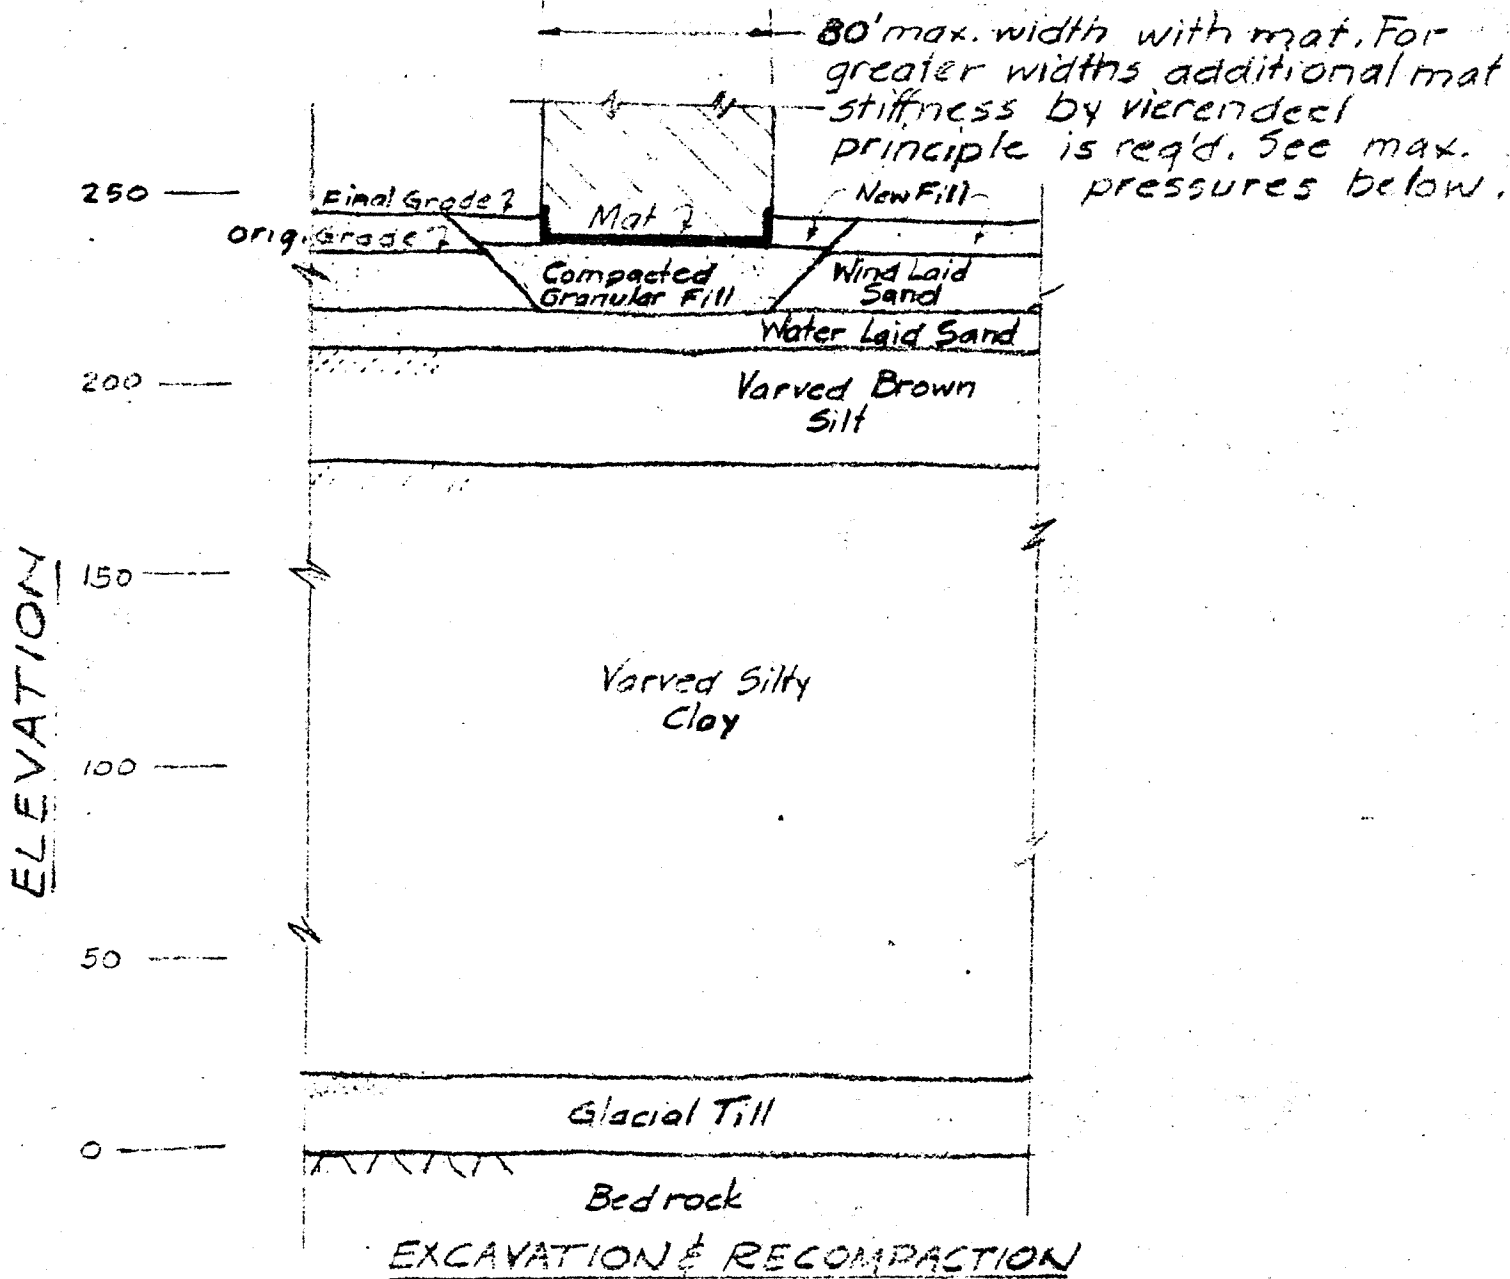 80' max. width with mat. For
greater widths additional mat
stiffness by vierendeel
principle is req'd. See max.
pressures below.
250
Final Grade
Mat
New Fill
Orig. Grade
Compacted
Granular Fill
Wind Laid
Sand
Water Laid Sand
200
Varved Brown
Silt
ELEVATION
150
Varved Silty
Clay
100
50
Glacial Till
0
Bedrock
EXCAVATION & RECOMPACTION